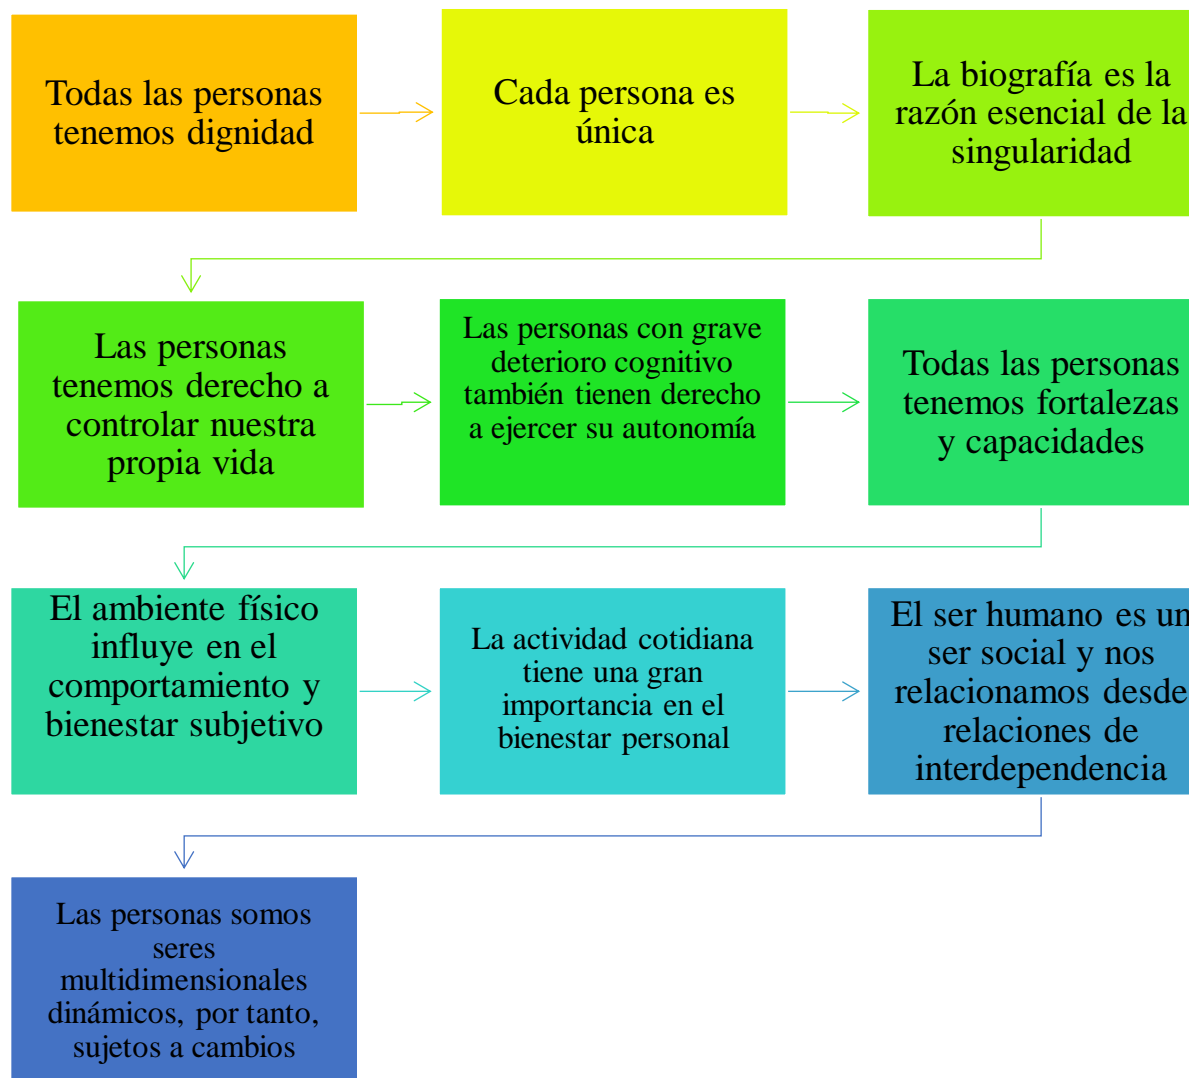 Todas las personas
tenemos dignidad
Cada persona es
única
La biografía es la
razón esencial de la
singularidad
Las personas
tenemos derecho a
controlar nuestra
propia vida
Las personas con grave
deterioro cognitivo
también tienen derecho
a ejercer su autonomía
Todas las personas
tenemos fortalezas
y capacidades
El ambiente físico
influye en el
comportamiento y
bienestar subjetivo
La actividad cotidiana
tiene una gran
importancia en el
bienestar personal
El ser humano es un
ser social y nos
relacionamos desde
relaciones de
interdependencia
Las personas somos
seres
multidimensionales
dinámicos, por tanto,
sujetos a cambios